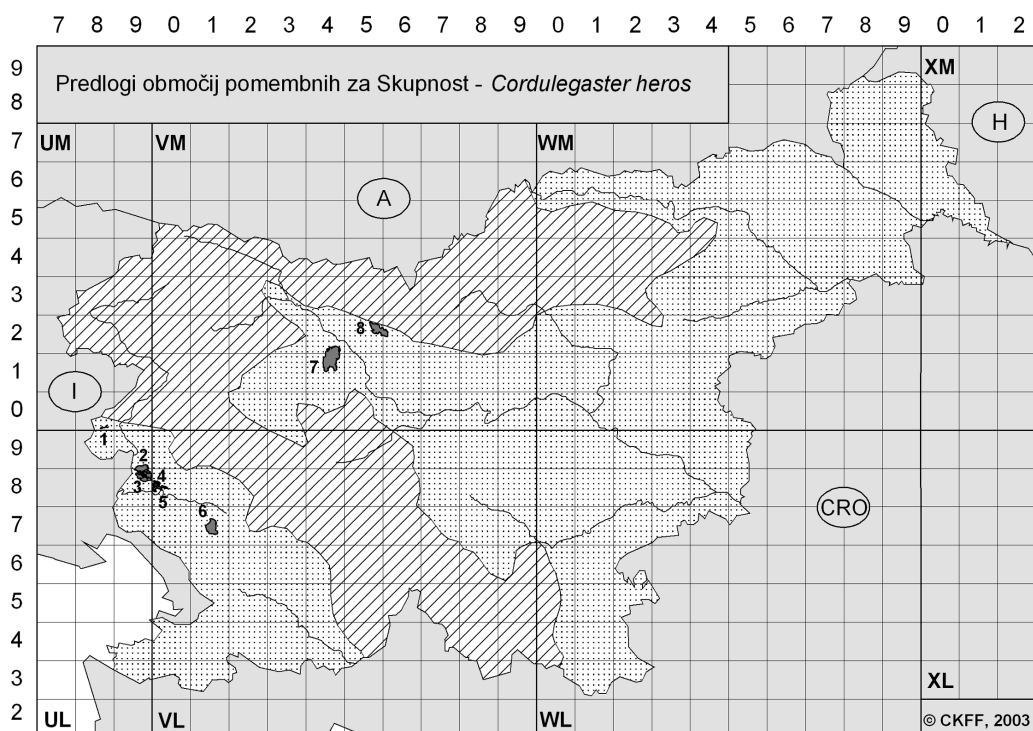 7 8 9 0 1 2 3 4 5 6 7 8 9 0 1 2 3 4 5 6 7 8 9 0 1 2
Predlogi območij pomembnih za Skupnost - Cordulegaster heros
XM
H
UM VM WM
A
8
7
I
1
2
4
3
5
6
CRO
9
8
7
6
5
4
3
2
1
0
9
8
7
6
5
4
3
2
XL
UL VL WL
© CKFF, 2003